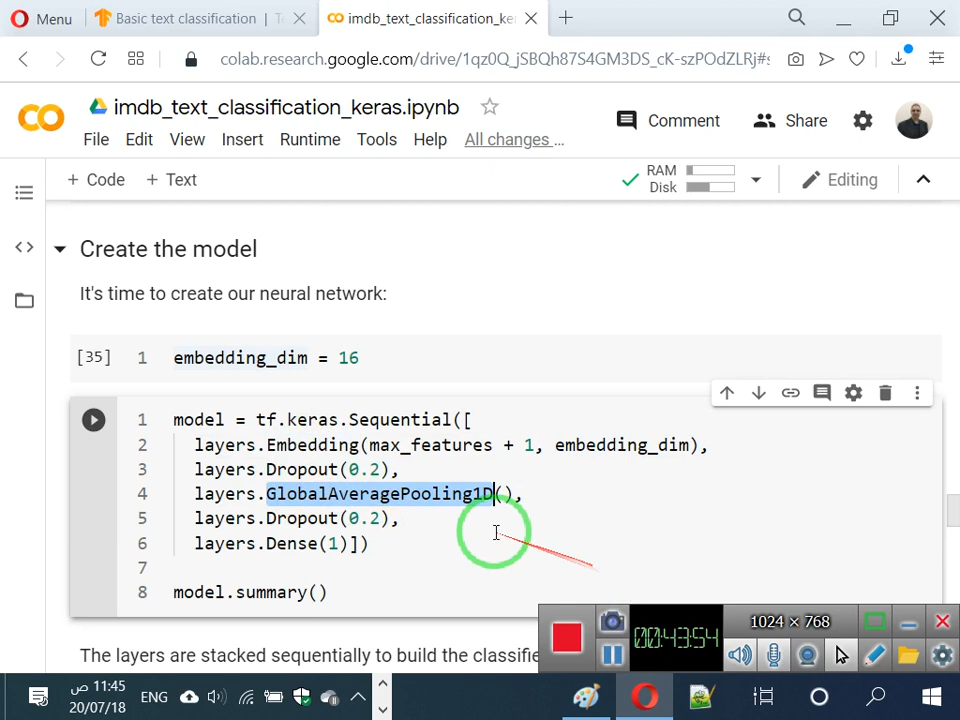 Menu
Basic text classification
imdb_text_classification_ke
colab.research.google.com/drive/1qz0Q_jSBQh87S4GM3DS_cK-szPOdZLRj#s
imdb_text_classification_keras.ipynb
Comment
Share
File Edit View Insert Runtime Tools Help All changes ...
+ Code + Text
RAM
Disk
Editing
Create the model
It's time to create our neural network:
[35] 1 embedding_dim = 16
1 model = tf.keras.Sequential([
2 layers.Embedding(max_features + 1, embedding_dim),
3 layers.Dropout(0.2),
4 layers.GlobalAveragePooling1D(),
5 layers.Dropout(0.2),
6 layers.Dense(1)])
7
8 model.summary()
The layers are stacked sequentially to build the classifie
00:43:54
1024 × 768
ص 11:45
20/07/18
ENG